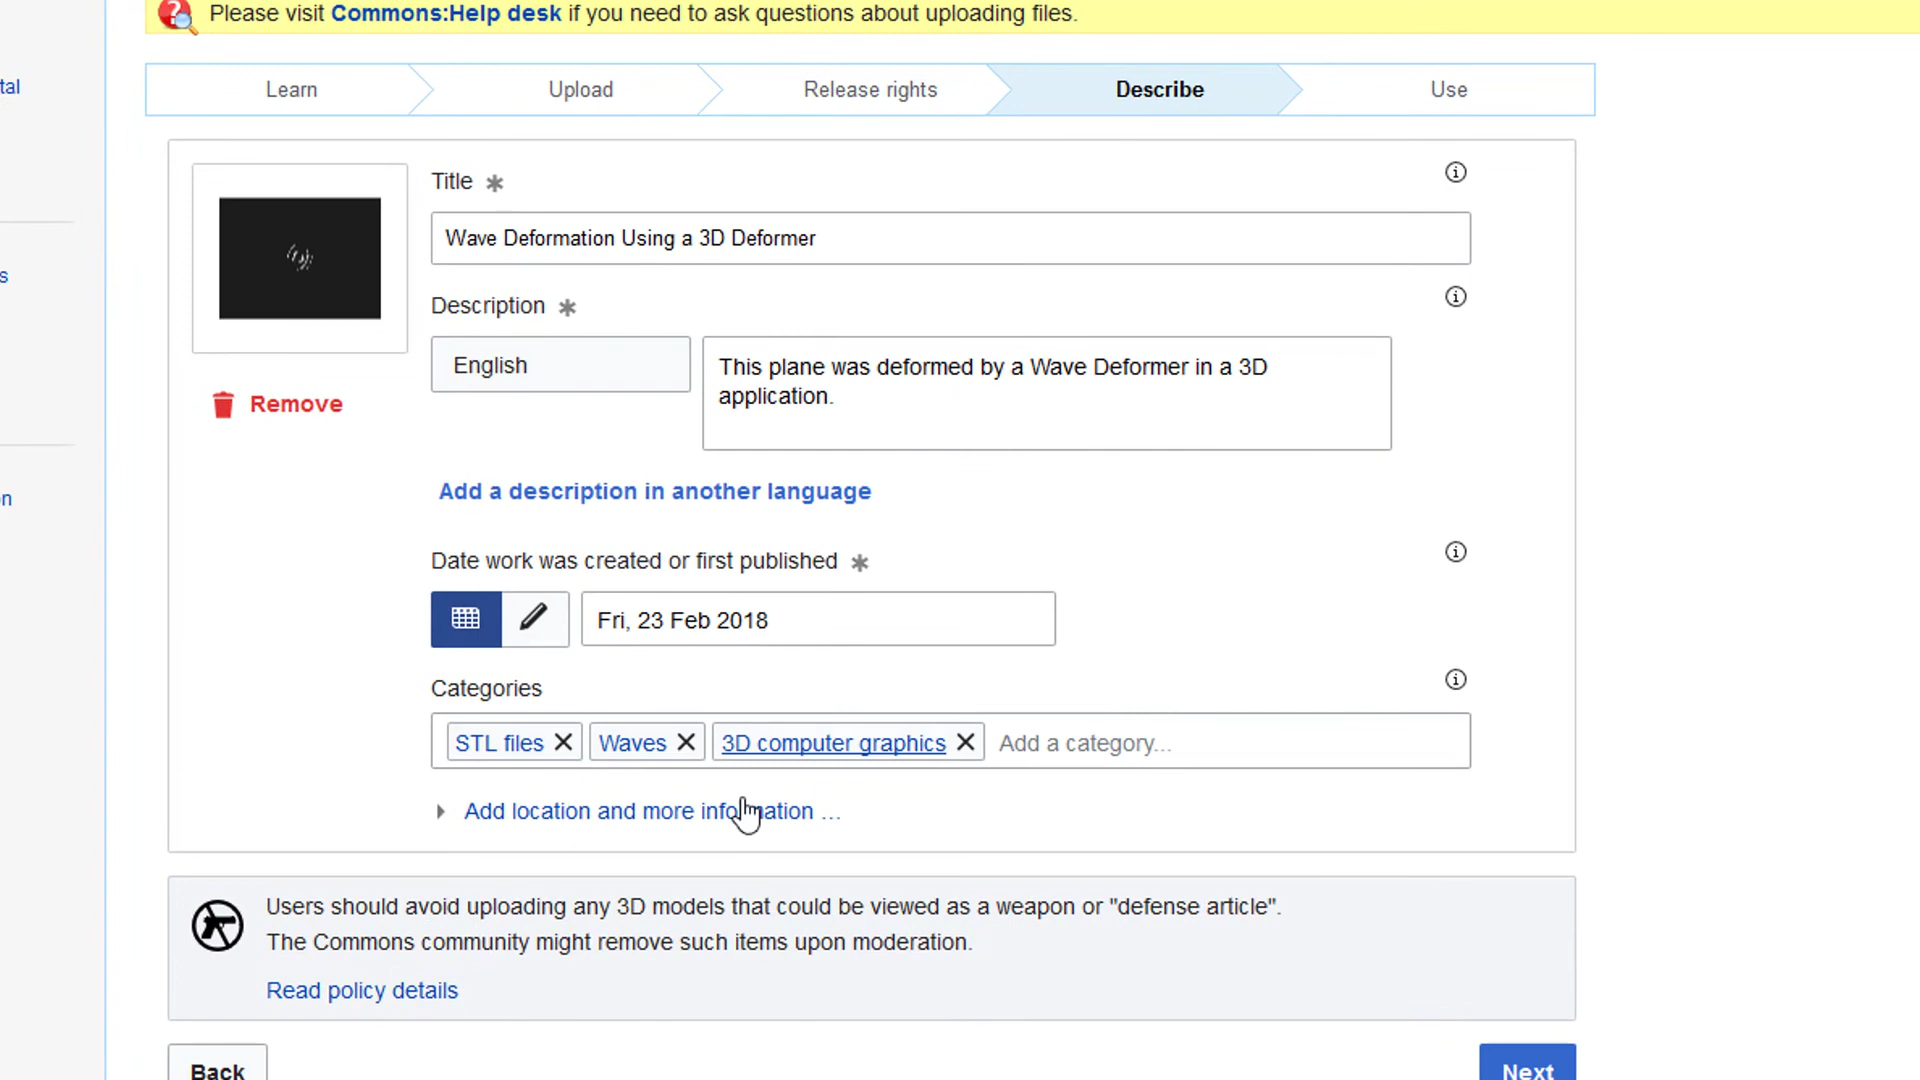 Please visit Commons:Help desk if you need to ask questions about uploading files.
tal
s
n
Learn
Upload
Release rights
Describe
Use
Title *
Wave Deformation Using a 3D Deformer
Description *
English
This plane was deformed by a Wave Deformer in a 3D
application.
Remove
Add a description in another language
Date work was created or first published *
Fri, 23 Feb 2018
Categories
STL files
Waves
3D computer graphics
Add a category...
Add location and more information ...
Users should avoid uploading any 3D models that could be viewed as a weapon or "defense article".
The Commons community might remove such items upon moderation.
Read policy details
Back
Next